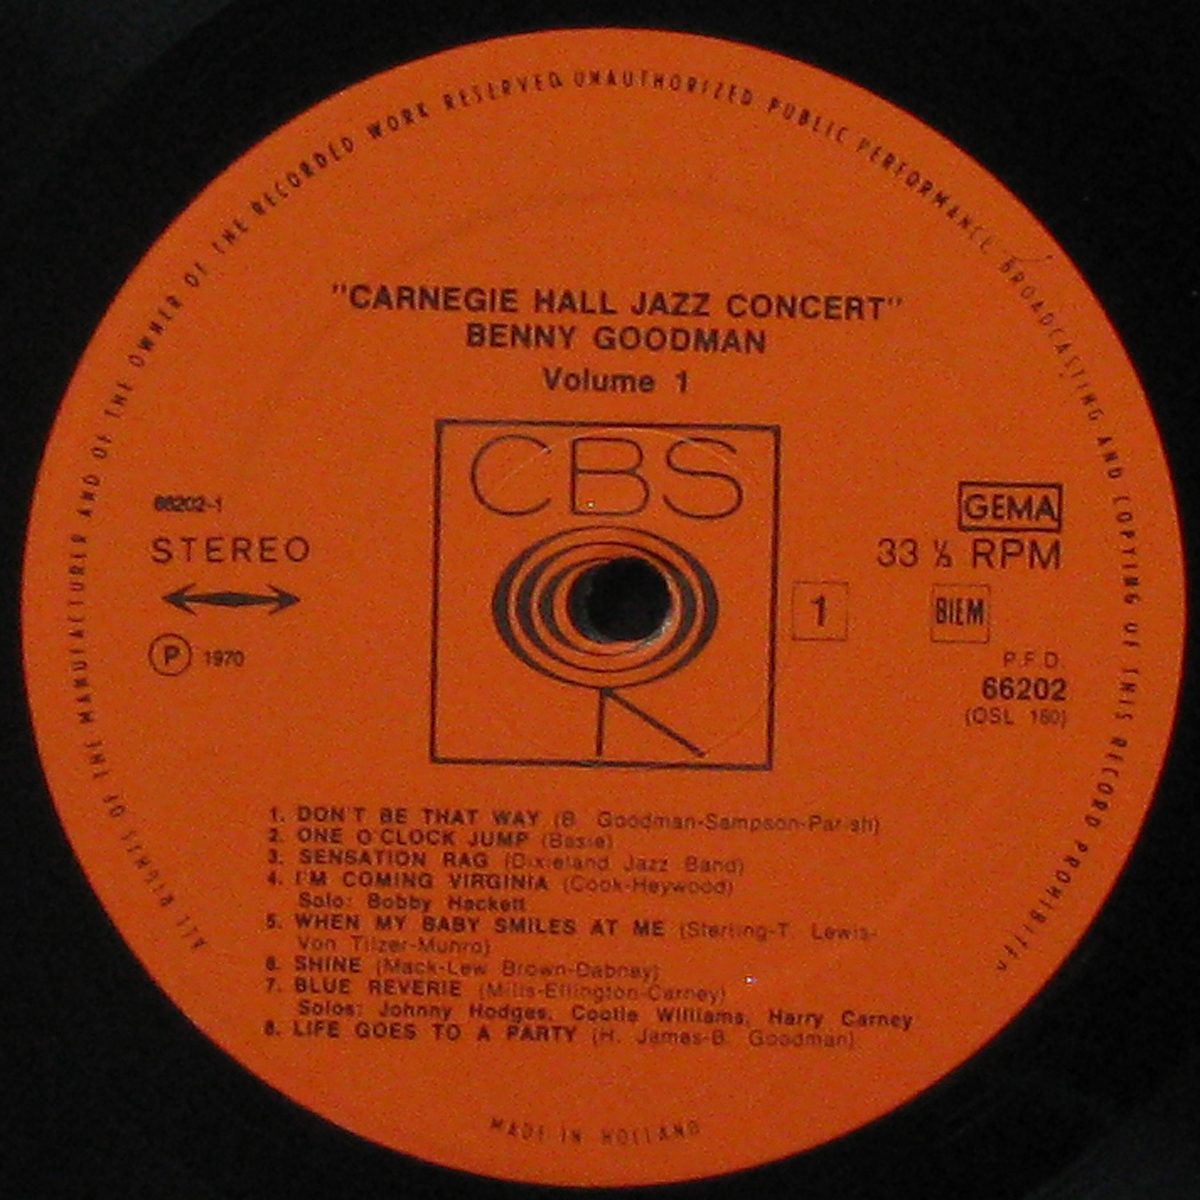 ALL RIGHTS OF THE MANUFACTURER AND OF THE OWNER OF THE RECORDED WORK RESERVED. UNAUTHORIZED PUBLIC PERFORMANCE, BROADCASTING AND COPYING OF THIS RECORD PROHIBITED
"CARNEGIE HALL JAZZ CONCERT"
BENNY GOODMAN
Volume 1
CBS
66202-1
STEREO
P 1970
GEMA
33 ⅓ RPM
1
BIEM
P.F.D.
66202
(OSL 160)
1. DON'T BE THAT WAY (B. Goodman-Sampson-Parish)
2. ONE O'CLOCK JUMP (Basie)
3. SENSATION RAG (Dixieland Jazz Band)
4. I'M COMING VIRGINIA (Cook-Heywood)
Solo: Bobby Hackett
5. WHEN MY BABY SMILES AT ME (Sterling-T. Lewis-
Von Tilzer-Munro)
6. SHINE (Mack-Lew Brown-Dabney)
7. BLUE REVERIE (Mills-Ellington-Carney)
Solos: Johnny Hodges, Cootie Williams, Harry Carney
8. LIFE GOES TO A PARTY (H. James-B. Goodman)
MADE IN HOLLAND